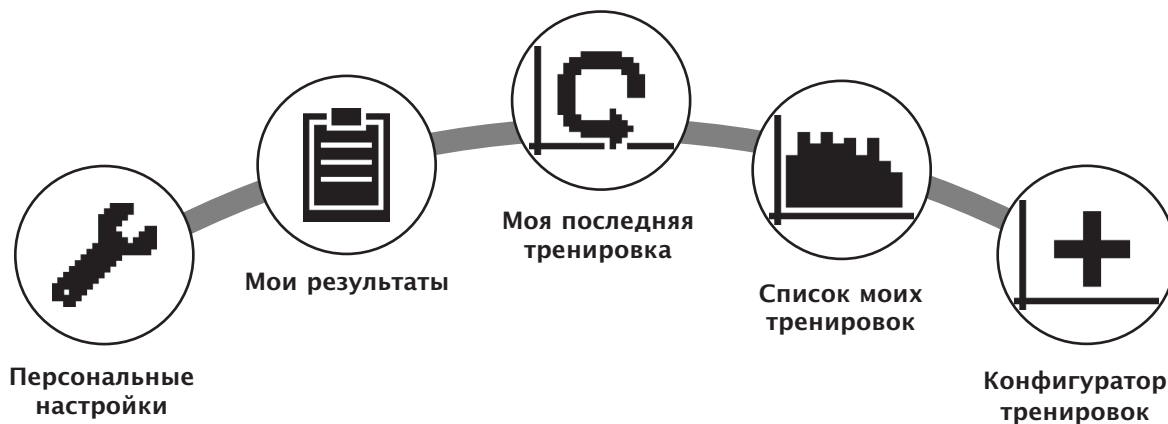 Персональные
настройки
Мои результаты
Моя последняя
тренировка
Список моих
тренировок
Конфигуратор
тренировок